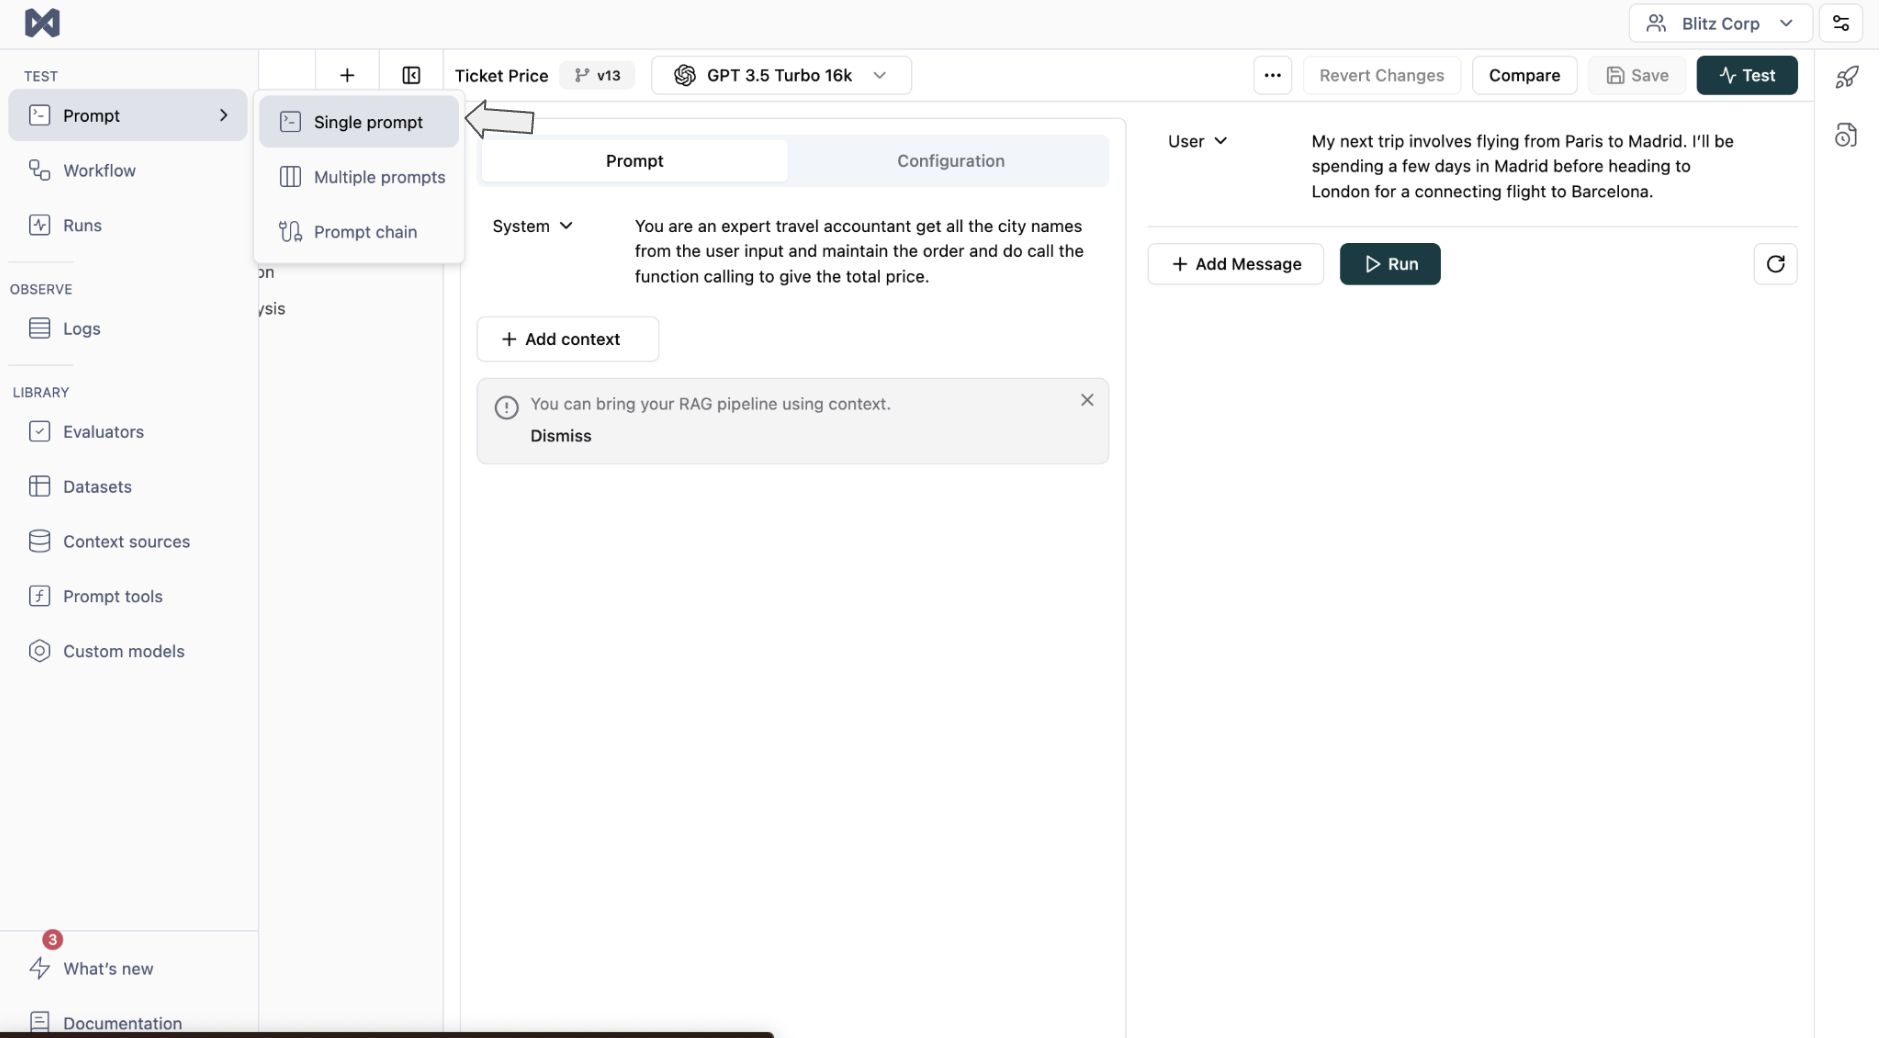 Blitz Corp
TEST
Prompt
Workflow
Runs
OBSERVE
Logs
LIBRARY
Evaluators
Datasets
Context sources
Prompt tools
Custom models
3
What's new
Documentation
Single prompt
Multiple prompts
Prompt chain
on
ysis
Ticket Price
v13
GPT 3.5 Turbo 16k
Revert Changes
Compare
Save
Test
Prompt
Configuration
System
You are an expert travel accountant get all the city names
from the user input and maintain the order and do call the
function calling to give the total price.
Add context
You can bring your RAG pipeline using context.
Dismiss
User
My next trip involves flying from Paris to Madrid. I'll be
spending a few days in Madrid before heading to
London for a connecting flight to Barcelona.
Add Message
Run